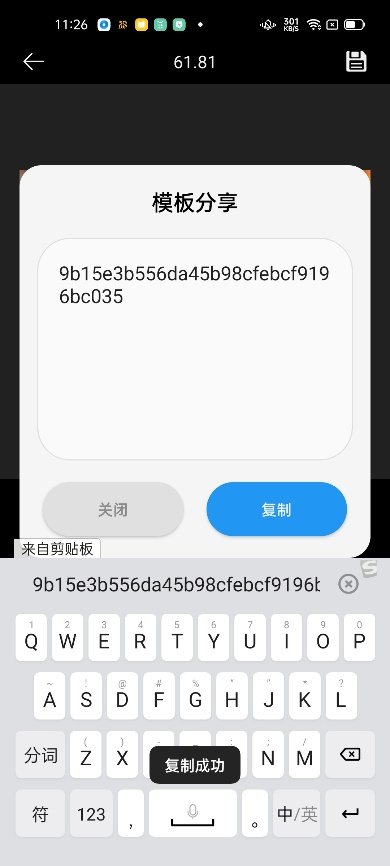 11:26
301
KB/S
61.81
模板分享
9b15e3b556da45b98cfebcf919
6bc035
关闭
复制
来自剪贴板
9b15e3b556da45b98cfebcf9196b
1 2 3 4 5 6 7 8 9 0
Q W E R T Y U I O P
~ ! @ # % " " * ?
A S D F G H J K L
( ) - _ : ; /
分词 Z X N M
复制成功
符 123 , 。 中/英